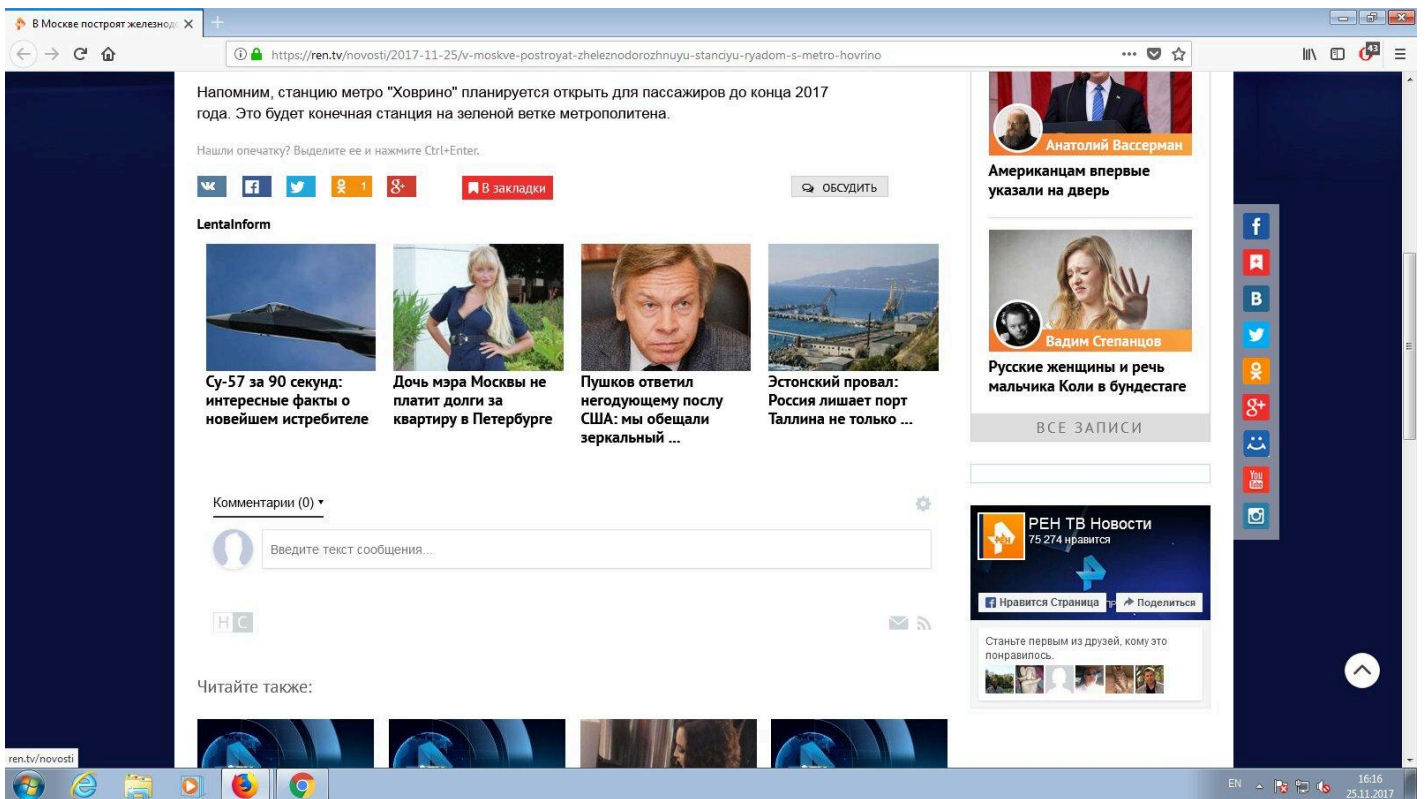 В Москве построят железнод
https://ren.tv/novosti/2017-11-25/v-moskve-postroyat-zheleznodorozhnuyu-stanciyu-ryadom-s-metro-hovrino
43
Напомним, станцию метро "Ховрино" планируется открыть для пассажиров до конца 2017
года. Это будет конечная станция на зеленой ветке метрополитена.
Нашли опечатку? Выделите ее и нажмите Ctrl+Enter.
1
В закладки
ОБСУДИТЬ
LentaInform
Су-57 за 90 секунд:
интересные факты о
новейшем истребителе
Дочь мэра Москвы не
платит долги за
квартиру в Петербурге
Пушков ответил
негодующему послу
США: мы обещали
зеркальный ...
Эстонский провал:
Россия лишает порт
Таллина не только ...
Комментарии (0)
Введите текст сообщения...
HC
Читайте также:
Анатолий Вассерман
Американцам впервые
указали на дверь
Вадим Степанцов
Русские женщины и речь
мальчика Коли в бундестаге
ВСЕ ЗАПИСИ
РЕН
РЕН ТВ Новости
75 274 нравится
Нравится Страница
Поделиться
Станьте первым из друзей, кому это
понравилось.
You
Tube
ren.tv/novosti
EN
16:16
25.11.2017